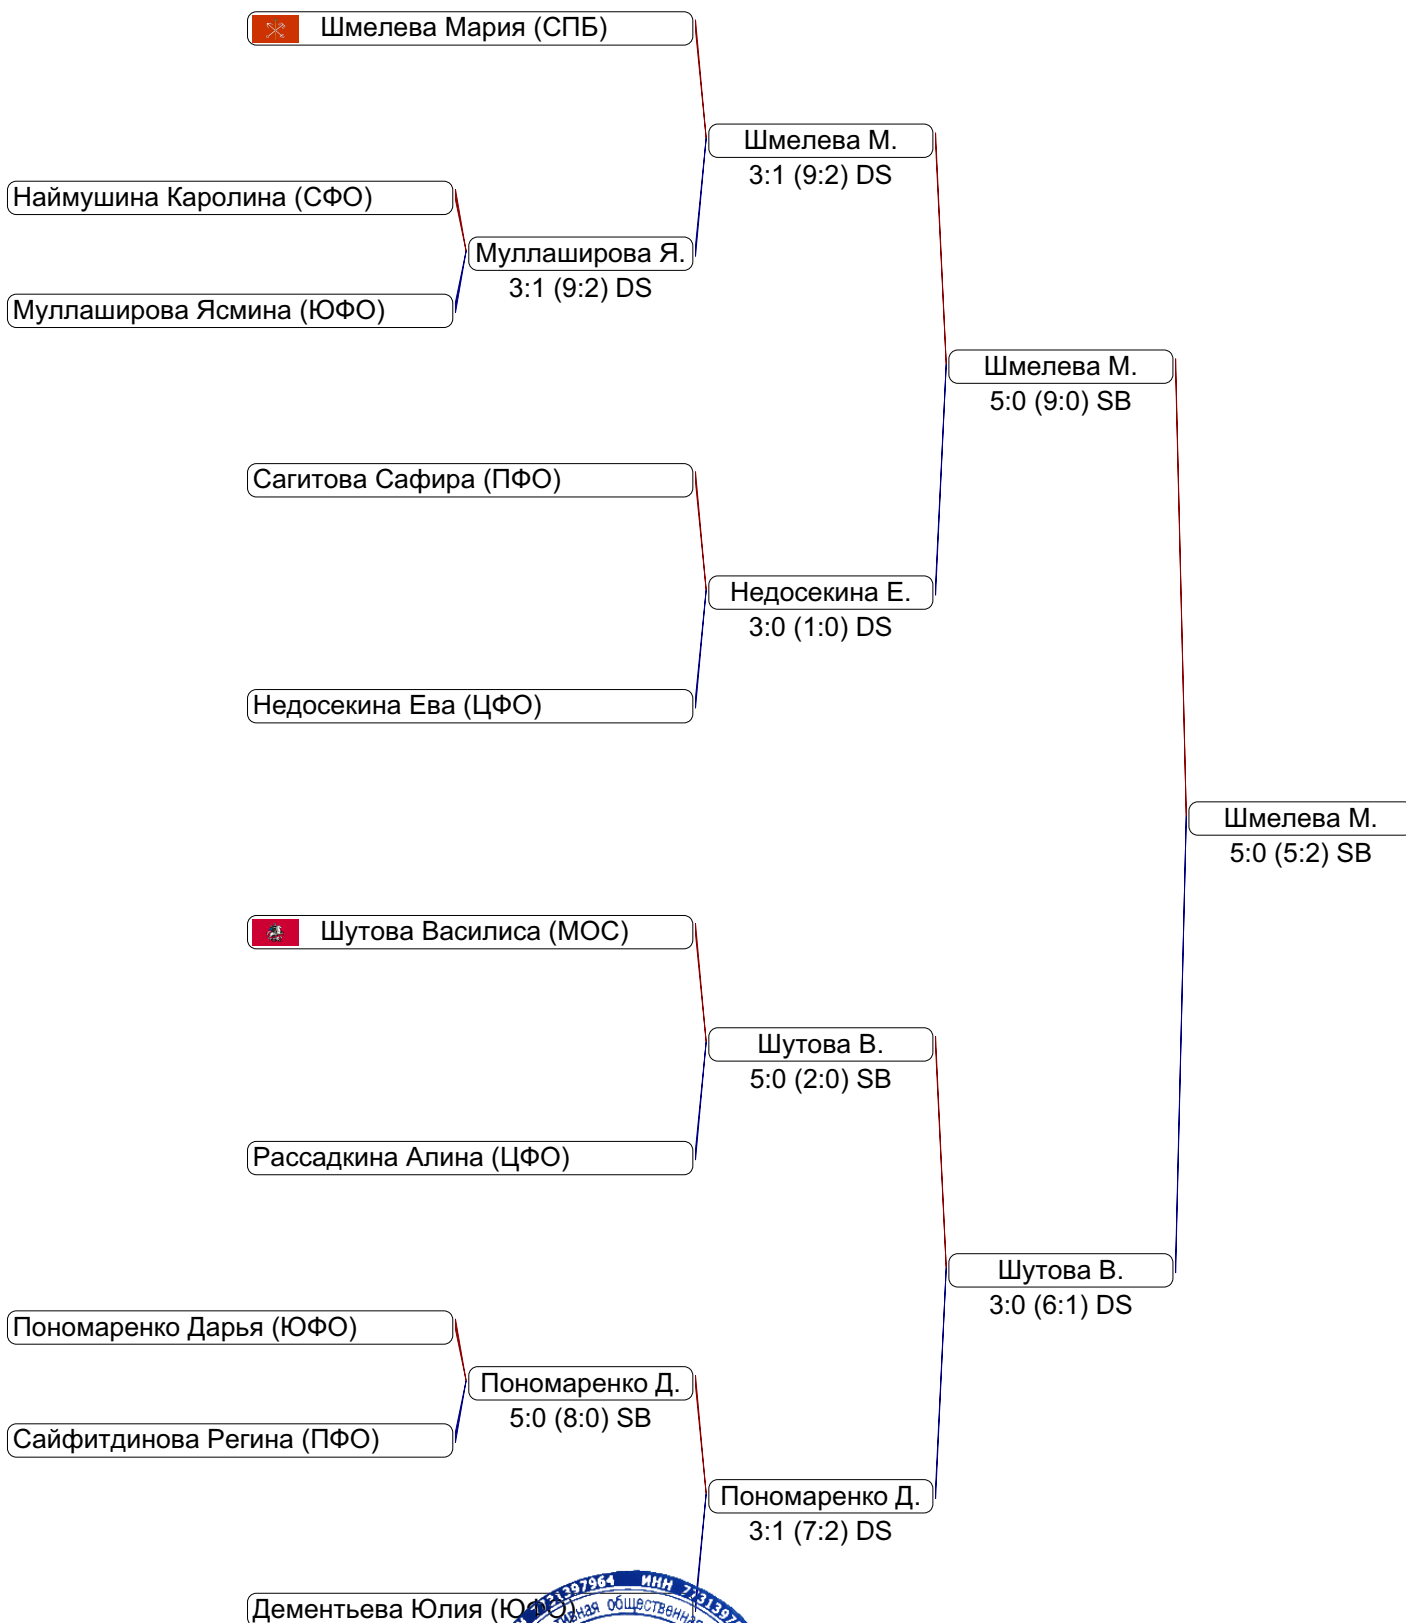 Шмелева Мария (СПБ)
Шмелева М.
3:1 (9:2) DS
Наймушина Каролина (СФО)
Муллаширова Я.
3:1 (9:2) DS
Муллаширова Ясмина (ЮФО)
Шмелева М.
5:0 (9:0) SB
Сагитова Сафира (ПФО)
Недосекина Е.
3:0 (1:0) DS
Недосекина Ева (ЦФО)
Шмелева М.
5:0 (5:2) SB
Шутова Василиса (МОС)
Шутова В.
5:0 (2:0) SB
Рассадкина Алина (ЦФО)
Шутова В.
3:0 (6:1) DS
Пономаренко Дарья (ЮФО)
Пономаренко Д.
5:0 (8:0) SB
Сайфитдинова Регина (ПФО)
Пономаренко Д.
3:1 (7:2) DS
Дементьева Юлия (ЮФО)
ИНН